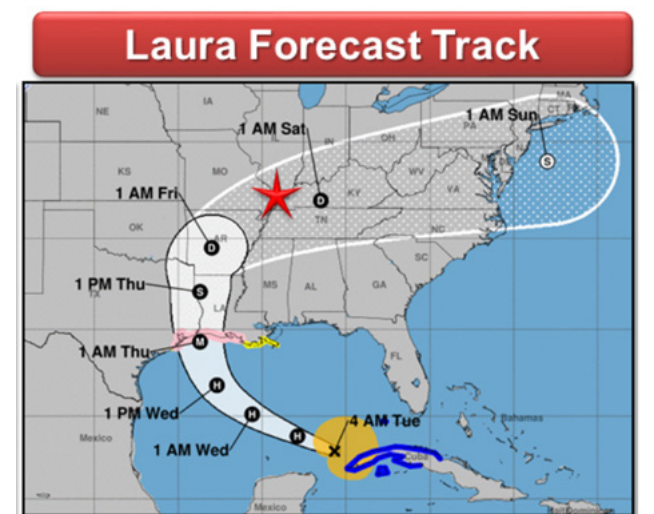 Laura Forecast Track
MA
IA
NE
CT
1 AM Sun
PA
1 AM Sat
OH
IN
IL
KS
MO
WV
KY
VA
1 AM Fri
D
S
OK
TN
NC
AR
D
SC
1 PM Thu
S
MS
AL
GA
TX
LA
1 AM Thu
M
FL
H
1 PM Wed
H
4 AM Tue
Bahamas
Mexico
1 AM Wed
H
Cuba
Mexico